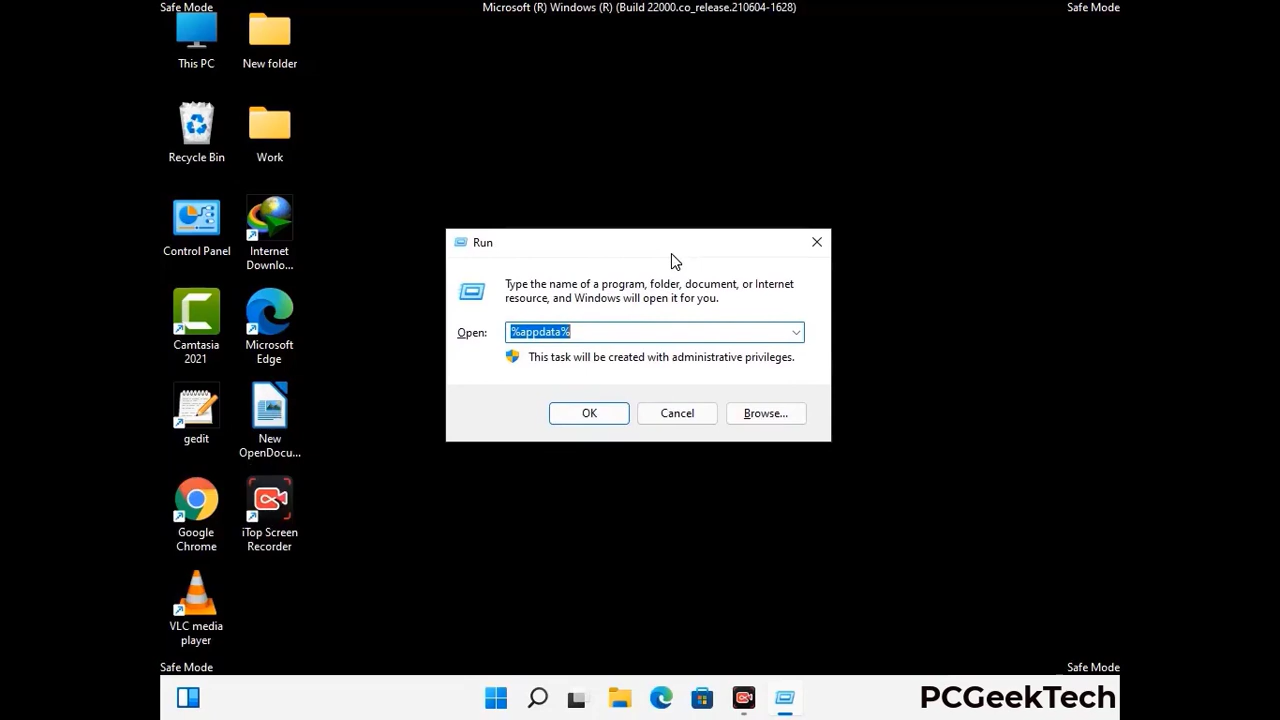 Safe Mode
Microsoft (R) Windows (R) (Build 22000.co_release.210604-1628)
Safe Mode
This PC
New folder
Recycle Bin
Work
Control Panel
Internet
Downlo...
Camtasia
2021
Microsoft
Edge
gedit
New
OpenDocu...
Google
Chrome
iTop Screen
Recorder
VLC media
player
Run
Type the name of a program, folder, document, or Internet
resource, and Windows will open it for you.
Open:
%appdata%
This task will be created with administrative privileges.
OK
Cancel
Browse...
Safe Mode
Safe Mode
PCGeekTech